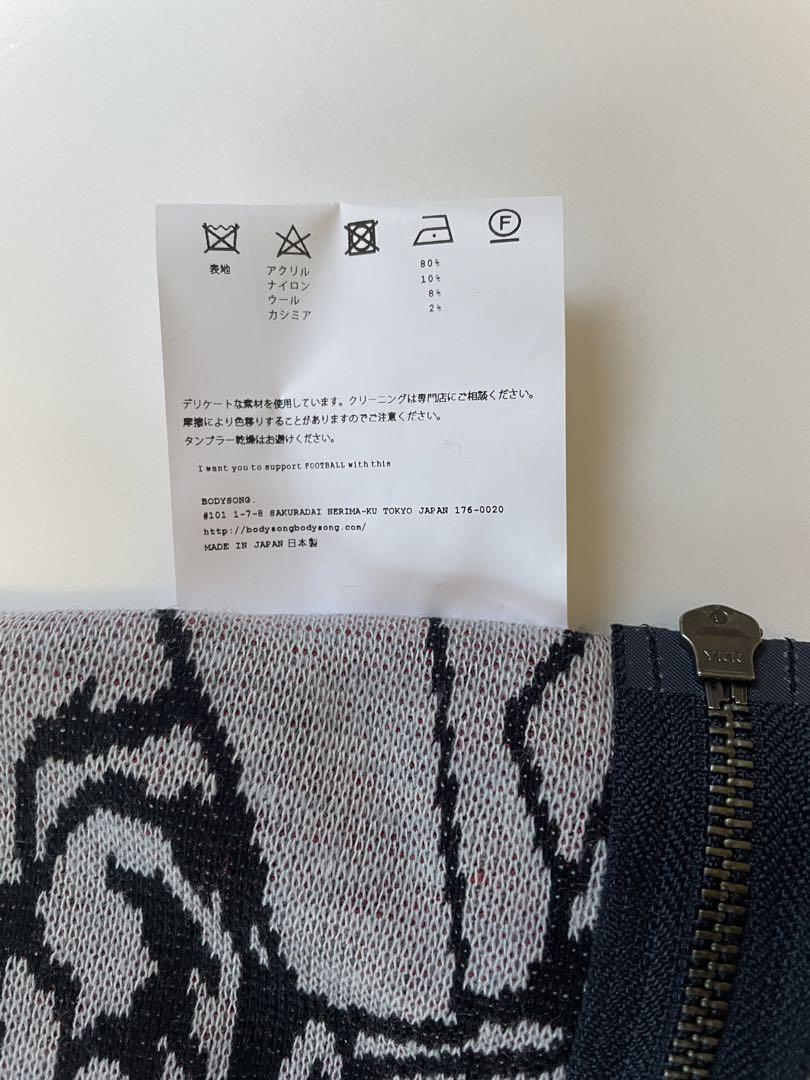 F
表地 アクリル 80%
ナイロン 10%
ウール 8%
カシミア 2%
デリケートな素材を使用しています。クリーニングは専門店にご相談ください。
摩擦により色移りすることがありますのでご注意ください。
タンブラー乾燥はお避けください。
I want you to support FOOTBALL with this
BODYSONG.
#101 1-7-8 SAKURADAI NERIMA-KU TOKYO JAPAN 176-0020
http://bodysongbodysong.com/
MADE IN JAPAN 日本製
YKK